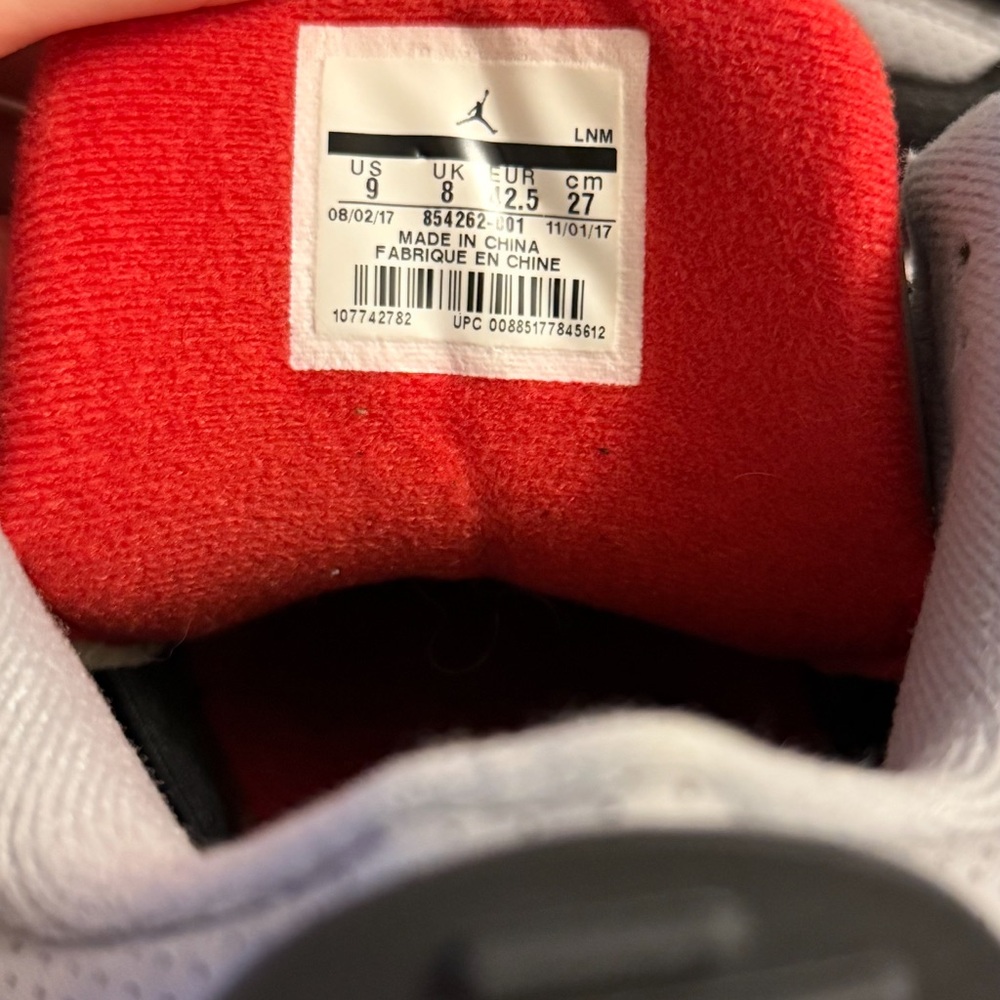 LNM
US UK EUR cm
9 8 42.5 27
08/02/17 854262-001 11/01/17
MADE IN CHINA
FABRIQUE EN CHINE
107742782 UPC 00885177845612